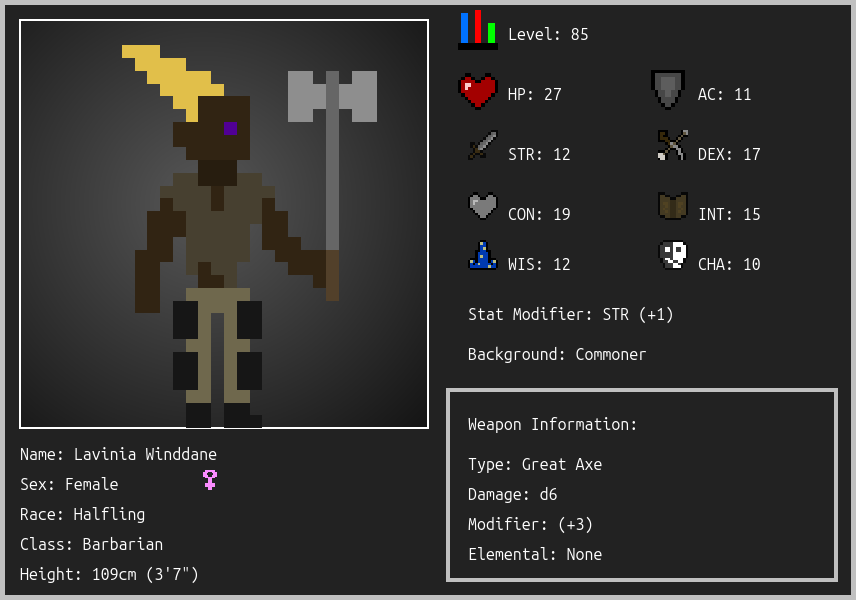 Level: 85
HP: 27
AC: 11
STR: 12
DEX: 17
CON: 19
INT: 15
WIS: 12
CHA: 10
Stat Modifier: STR (+1)
Background: Commoner
Weapon Information:
Type: Great Axe
Damage: d6
Modifier: (+3)
Elemental: None
Name: Lavinia Winddane
Sex: Female
Race: Halfling
Class: Barbarian
Height: 109cm (3'7")